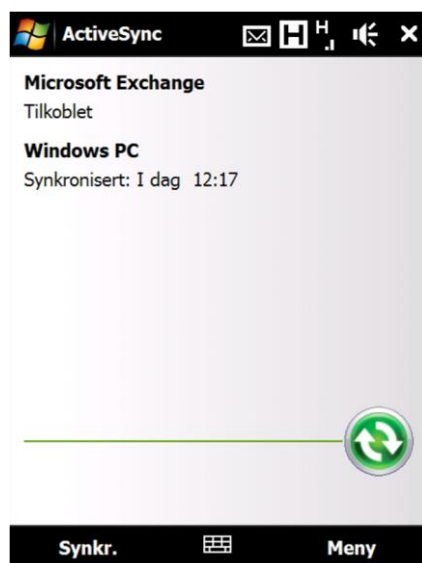 ActiveSync
H H
Microsoft Exchange
Tilkoblet
Windows PC
Synkronisert: I dag 12:17
Synkr.
Meny